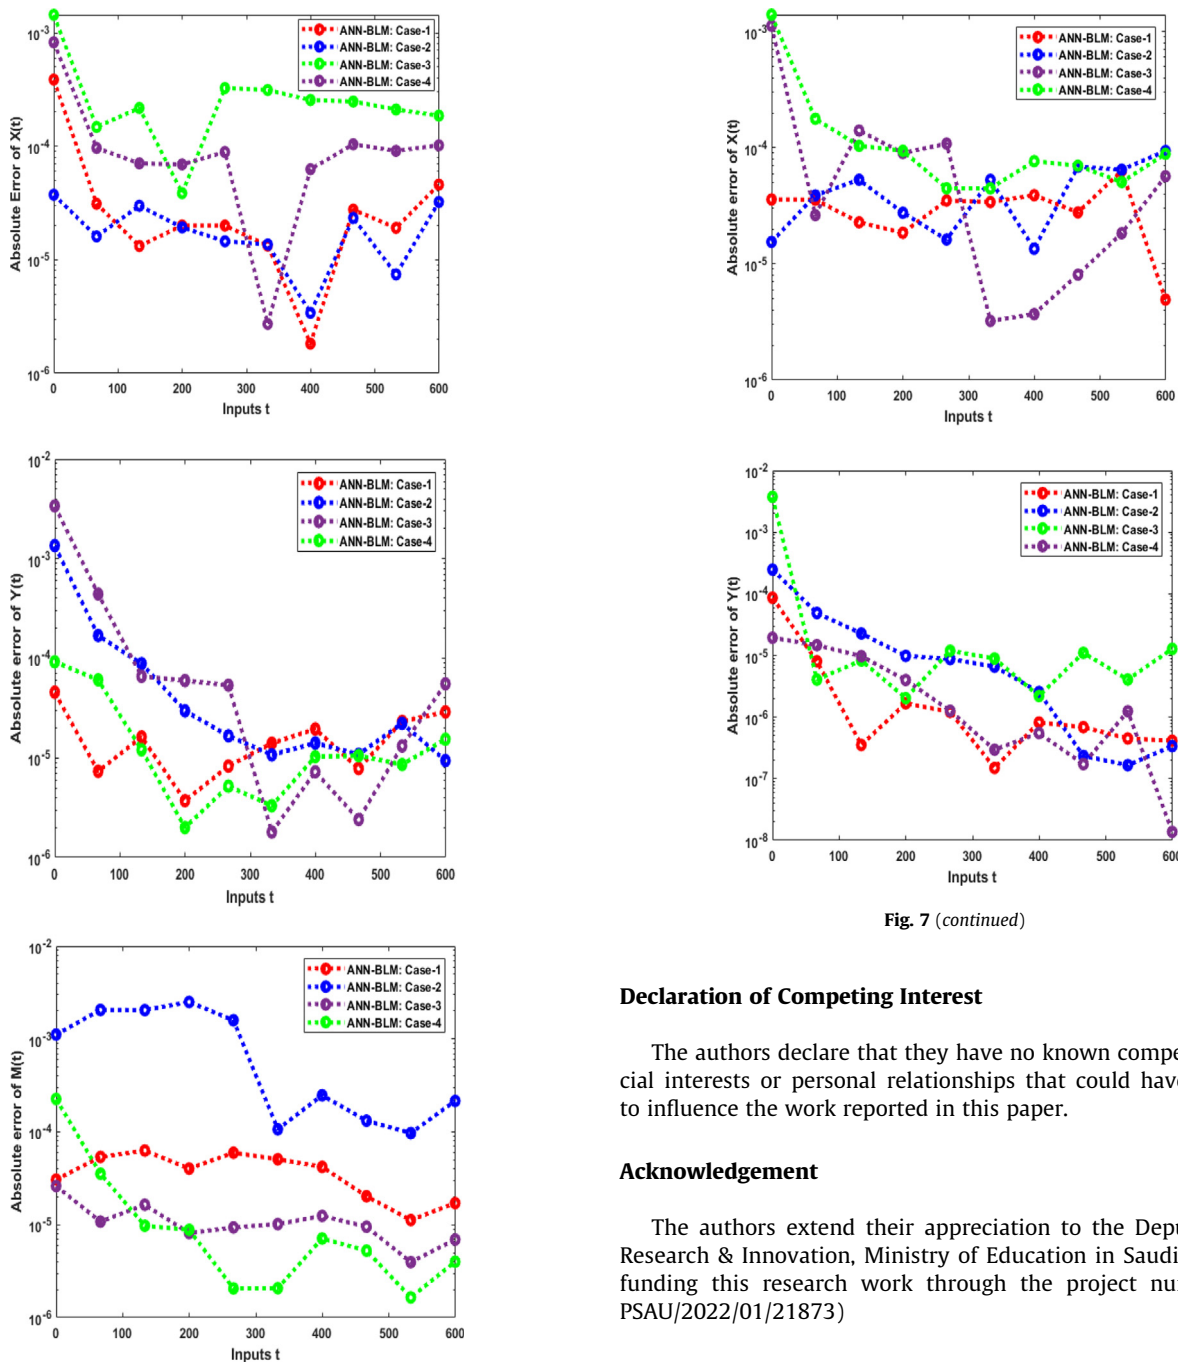 10-3
10-4
10-5
10-6
Absolute Error of X(t)
ANN-BLM: Case-1
ANN-BLM: Case-2
ANN-BLM: Case-3
ANN-BLM: Case-4
0 100 200 300 400 500 600
Inputs t
10-2
10-3
10-4
10-5
10-6
Absolute error of Y(t)
ANN-BLM: Case-1
ANN-BLM: Case-2
ANN-BLM: Case-3
ANN-BLM: Case-4
0 100 200 300 400 500 600
Inputs t
10-2
10-3
10-4
10-5
10-6
Absolute error of M(t)
ANN-BLM: Case-1
ANN-BLM: Case-2
ANN-BLM: Case-3
ANN-BLM: Case-4
0 100 200 300 400 500 600
Inputs t
10-3
10-4
10-5
10-6
Absolute error of X(t)
ANN-BLM: Case-1
ANN-BLM: Case-2
ANN-BLM: Case-3
ANN-BLM: Case-4
0 100 200 300 400 500 600
Inputs t
10-2
10-3
10-4
10-5
10-6
10-7
10-8
Absolute error of Y(t)
ANN-BLM: Case-1
ANN-BLM: Case-2
ANN-BLM: Case-3
ANN-BLM: Case-4
0 100 200 300 400 500 600
Inputs t
Fig. 7 (continued)
Declaration of Competing Interest
The authors declare that they have no known compe
cial interests or personal relationships that could have
to influence the work reported in this paper.
Acknowledgement
The authors extend their appreciation to the Depu
Research & Innovation, Ministry of Education in Saudi
funding this research work through the project nu
PSAU/2022/01/21873)